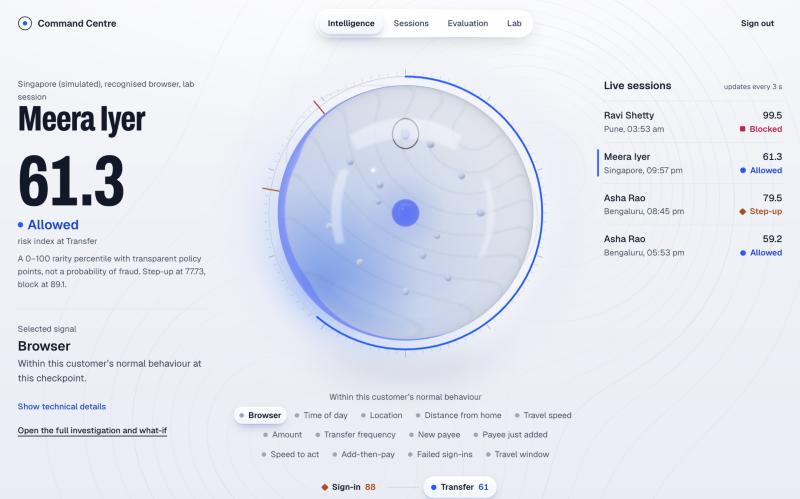 Command Centre
Intelligence
Sessions
Evaluation
Lab
Sign out
Singapore (simulated), recognised browser, lab
session
Meera Iyer
61.3
Allowed
risk index at Transfer
A 0–100 rarity percentile with transparent policy
points, not a probability of fraud. Step-up at 77.73,
block at 89.1.
Selected signal
Browser
Within this customer's normal behaviour at
this checkpoint.
Show technical details
Open the full investigation and what-if
Within this customer's normal behaviour
Browser
Time of day
Location
Distance from home
Travel speed
Amount
Transfer frequency
New payee
Payee just added
Speed to act
Add-then-pay
Failed sign-ins
Travel window
Sign-in 88
Transfer 61
Live sessions
updates every 3 s
Ravi Shetty 99.5
Pune, 03:53 am Blocked
Meera Iyer 61.3
Singapore, 09:57 pm Allowed
Asha Rao 79.5
Bengaluru, 08:45 pm Step-up
Asha Rao 59.2
Bengaluru, 05:53 pm Allowed